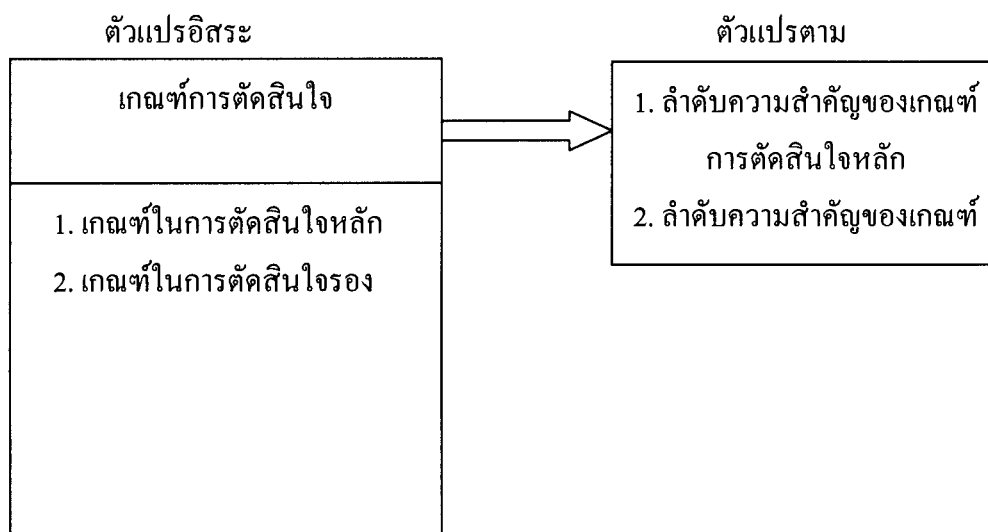 ตัวแปรอิสระ
ตัวแปรตาม
เกณฑ์การตัดสินใจ
1. เกณฑ์ในการตัดสินใจหลัก
2. เกณฑ์ในการตัดสินใจรอง
1. ลำดับความสำคัญของเกณฑ์
การตัดสินใจหลัก
2. ลำดับความสำคัญของเกณฑ์